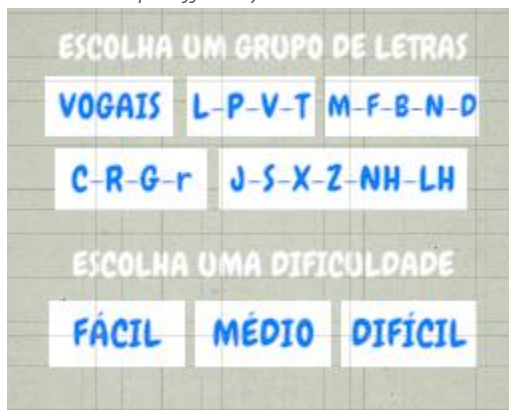 ESCOLHA UM GRUPO DE LETRAS
VOGAIS L-P-V-T M-F-B-N-D
C-R-G-r J-S-X-Z-NH-LH
ESCOLHA UMA DIFICULDADE
FÁCIL MÉDIO DIFÍCIL